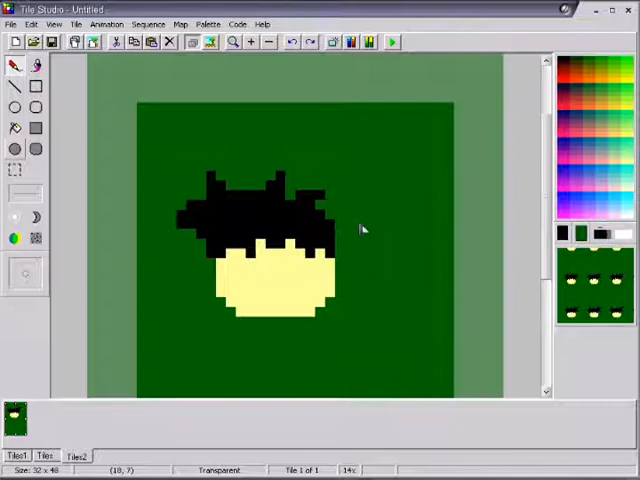 Tile Studio - Untitled
File Edit View Tile Animation Sequence Map Palette Code Help
Tiles1 Tiles Tiles2
Size: 32 x 48 (18, 7) Transparent Tile 1 of 1 14x